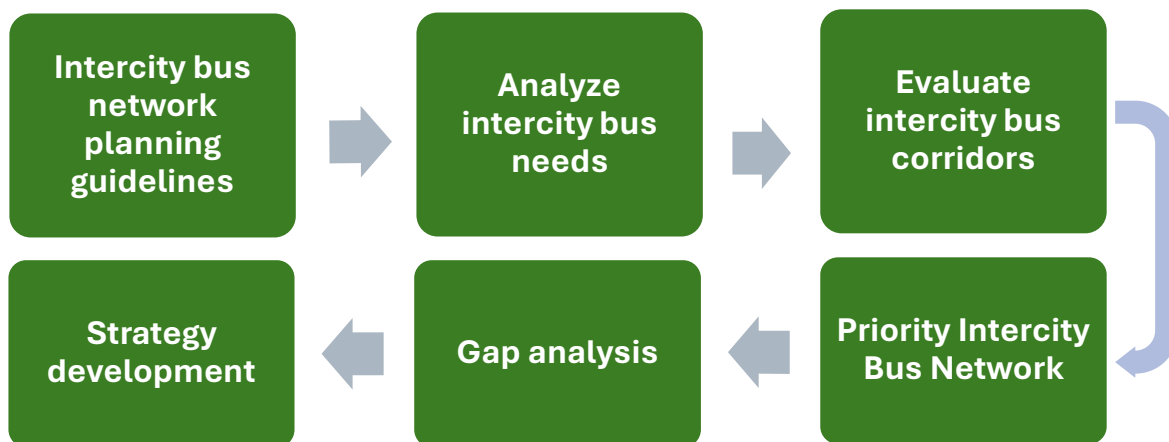 Intercity bus
network
planning
guidelines
Analyze
intercity bus
needs
Evaluate
intercity bus
corridors
Priority Intercity
Bus Network
Gap analysis
Strategy
development